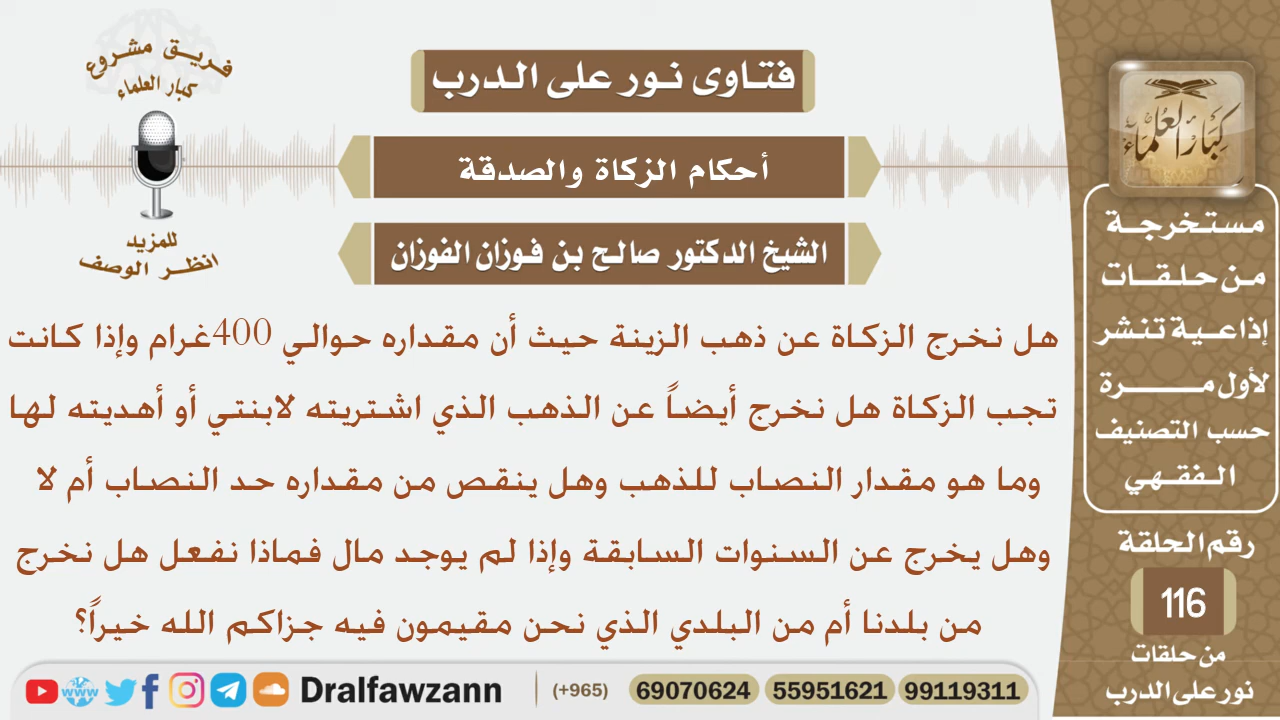 فريق مشروع
كبار العلماء
للمزيد
انظر الوصف
فتاوى نور على الدرب
أحكام الزكاة والصدقة
الشيخ الدكتور صالح بن فوزان الفوزان
هل نخرج الزكاة عن ذهب الزينة حيث أن مقداره حوالي 400غرام وإذا كانت
تجب الزكاة هل نخرج أيضاً عن الذهب الذي اشتريته لابنتي أو أهديته لها
وما هو مقدار النصاب للذهب وهل ينقص من مقداره حد النصاب أم لا
وهل يخرج عن السنوات السابقة وإذا لم يوجد مال فماذا نفعل هل نخرج
من بلدنا أم من البلدي الذي نحن مقيمون فيه جزاكم الله خيراً؟
كِبَارُ العُلَمَاءُ
مستخرجة
من حلقات
إذاعية تنشر
لأول مرة
حسب التصنيف
الفقهي
رقم الحلقة
116
من حلقات
نور على الدرب
www
Dralfawzann
(+965) 69070624 55951621 99119311